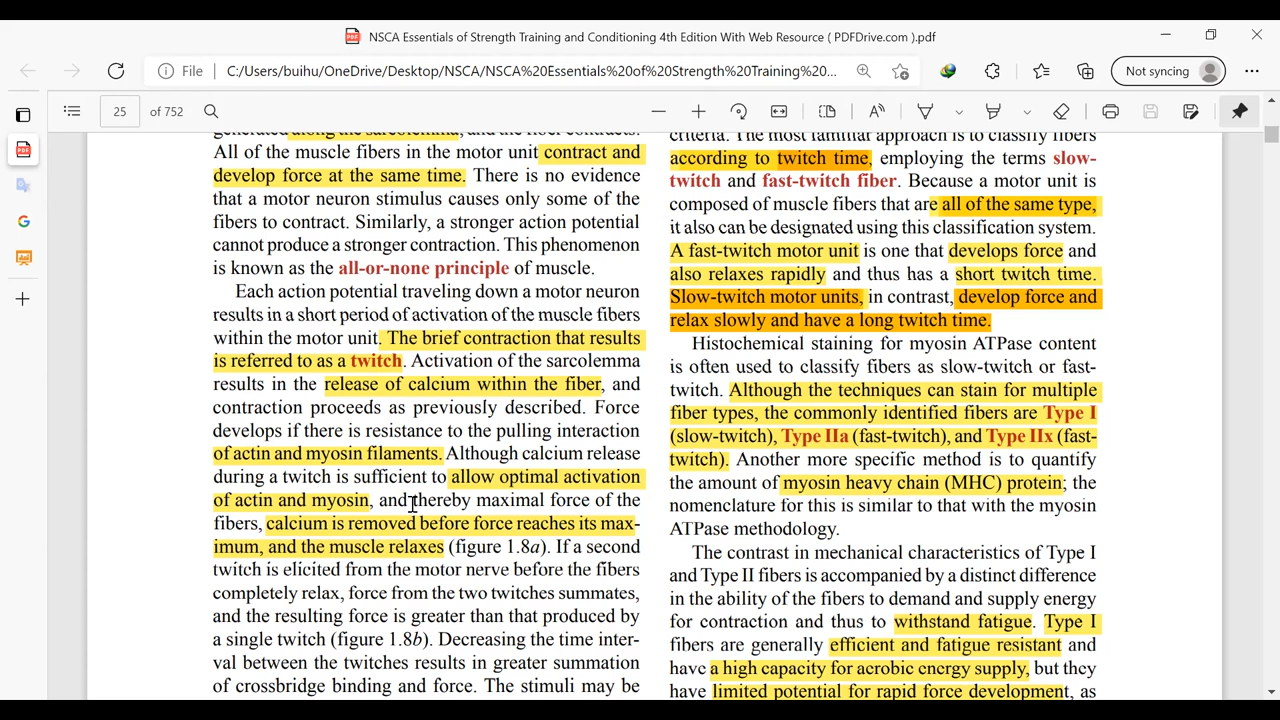 NSCA Essentials of Strength Training and Conditioning 4th Edition With Web Resource ( PDFDrive.com ).pdf
File
C:/Users/buihu/OneDrive/Desktop/NSCA/NSCA%20Essentials%20of%20Strength%20Training%20...
Not syncing
25 of 752
generated along the sarcolemma, and the fiber contracts.
All of the muscle fibers in the motor unit contract and
develop force at the same time. There is no evidence
that a motor neuron stimulus causes only some of the
fibers to contract. Similarly, a stronger action potential
cannot produce a stronger contraction. This phenomenon
is known as the all-or-none principle of muscle.
Each action potential traveling down a motor neuron
results in a short period of activation of the muscle fibers
within the motor unit. The brief contraction that results
is referred to as a twitch. Activation of the sarcolemma
results in the release of calcium within the fiber, and
contraction proceeds as previously described. Force
develops if there is resistance to the pulling interaction
of actin and myosin filaments. Although calcium release
during a twitch is sufficient to allow optimal activation
of actin and myosin, and thereby maximal force of the
fibers, calcium is removed before force reaches its max-
imum, and the muscle relaxes (figure 1.8a). If a second
twitch is elicited from the motor nerve before the fibers
completely relax, force from the two twitches summates,
and the resulting force is greater than that produced by
a single twitch (figure 1.8b). Decreasing the time inter-
val between the twitches results in greater summation
of crossbridge binding and force. The stimuli may be
criteria. The most familiar approach is to classify fibers
according to twitch time, employing the terms slow-
twitch and fast-twitch fiber. Because a motor unit is
composed of muscle fibers that are all of the same type,
it also can be designated using this classification system.
A fast-twitch motor unit is one that develops force and
also relaxes rapidly and thus has a short twitch time.
Slow-twitch motor units, in contrast, develop force and
relax slowly and have a long twitch time.
Histochemical staining for myosin ATPase content
is often used to classify fibers as slow-twitch or fast-
twitch. Although the techniques can stain for multiple
fiber types, the commonly identified fibers are Type I
(slow-twitch), Type IIa (fast-twitch), and Type IIx (fast-
twitch). Another more specific method is to quantify
the amount of myosin heavy chain (MHC) protein; the
nomenclature for this is similar to that with the myosin
ATPase methodology.
The contrast in mechanical characteristics of Type I
and Type II fibers is accompanied by a distinct difference
in the ability of the fibers to demand and supply energy
for contraction and thus to withstand fatigue. Type I
fibers are generally efficient and fatigue resistant and
have a high capacity for aerobic energy supply, but they
have limited potential for rapid force development, as